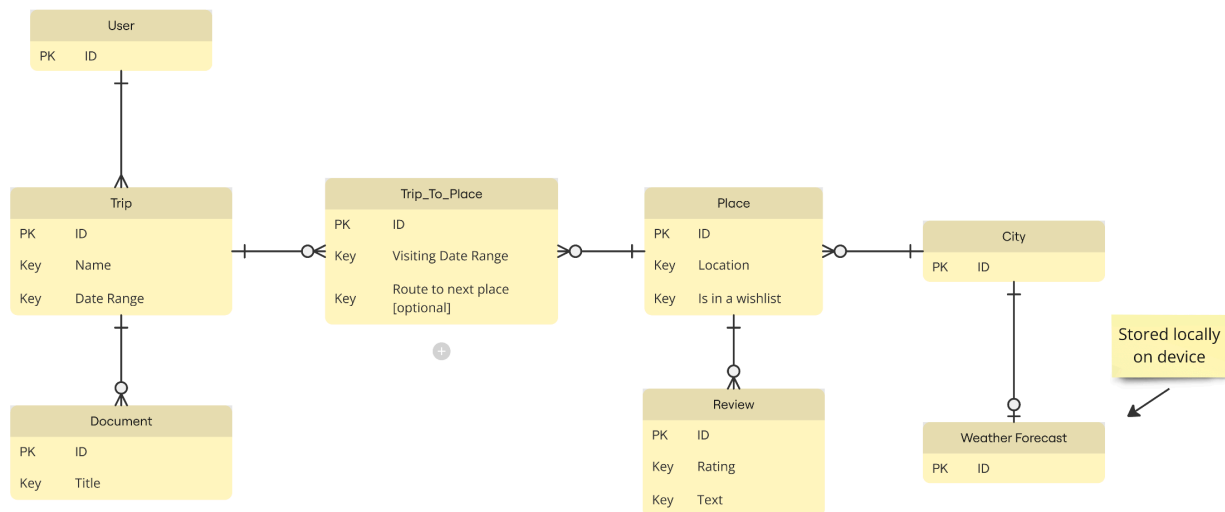 User
PK ID
Trip
PK ID
Key Name
Key Date Range
Trip_To_Place
PK ID
Key Visiting Date Range
Key Route to next place
[optional]
Place
PK ID
Key Location
Key Is in a wishlist
City
PK ID
Stored locally
on device
Document
PK ID
Key Title
Review
PK ID
Key Rating
Key Text
Weather Forecast
PK ID